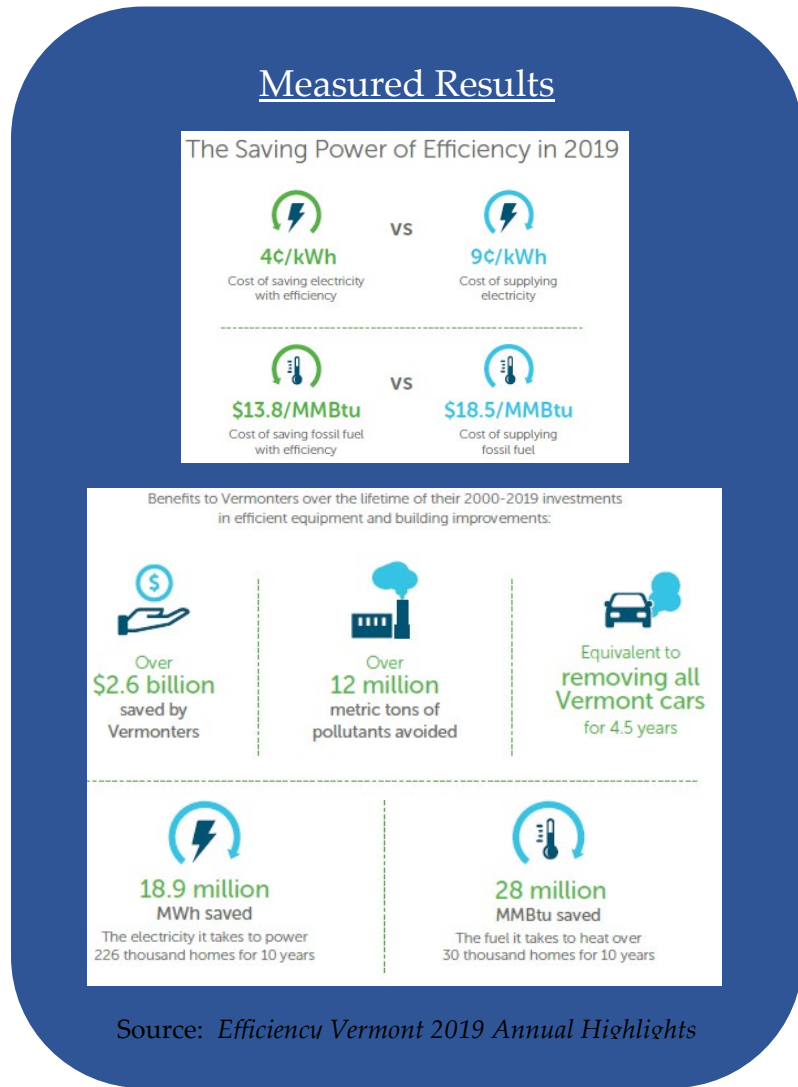 Measured Results
The Saving Power of Efficiency in 2019
4¢/kWh
Cost of saving electricity
with efficiency
vs
9¢/kWh
Cost of supplying
electricity
$13.8/MMBtu
Cost of saving fossil fuel
with efficiency
vs
$18.5/MMBtu
Cost of supplying
fossil fuel
Benefits to Vermonters over the lifetime of their 2000-2019 investments
in efficient equipment and building improvements:
$
Over
$2.6 billion
saved by
Vermonters
Over
12 million
metric tons of
pollutants avoided
Equivalent to
removing all
Vermont cars
for 4.5 years
18.9 million
MWh saved
The electricity it takes to power
226 thousand homes for 10 years
28 million
MMBtu saved
The fuel it takes to heat over
30 thousand homes for 10 years
Source: Efficiency Vermont 2019 Annual Highlights